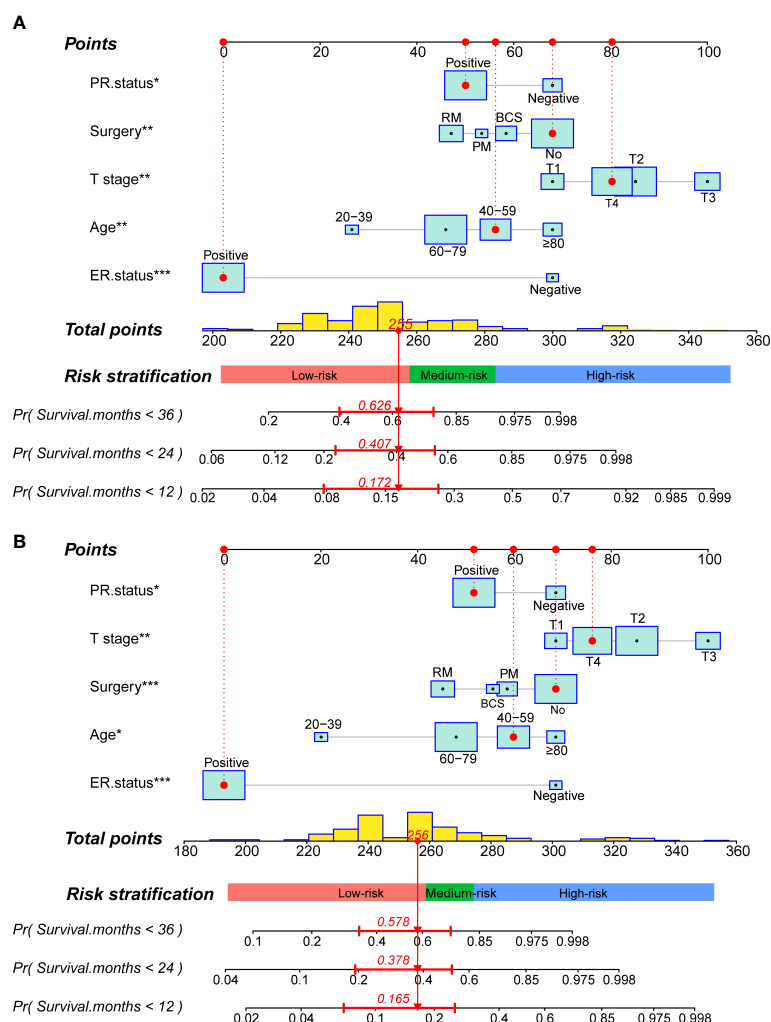 A
Points
0 20 40 60 80 100
PR.status*
Positive
Negative
Surgery**
RM
PM
BCS
No
T stage**
T1
T4
T2
T3
Age**
20−39
60−79
40−59
≥80
ER.status***
Positive
Negative
Total points
255
200 220 240 260 280 300 320 340 360
Risk stratification
Low-risk Medium-risk High-risk
Pr( Survival.months < 36 )
0.626
0.2 0.4 0.6 0.85 0.975 0.998
Pr( Survival.months < 24 )
0.407
0.06 0.12 0.2 0.4 0.6 0.85 0.975 0.998
Pr( Survival.months < 12 )
0.172
0.02 0.04 0.08 0.15 0.3 0.5 0.7 0.92 0.985 0.999
B
Points
0 20 40 60 80 100
PR.status*
Positive
Negative
T stage**
T1
T4
T2
T3
Surgery***
RM
BCS
PM
No
Age*
20−39
60−79
40−59
≥80
ER.status***
Positive
Negative
Total points
256
180 200 220 240 260 280 300 320 340 360
Risk stratification
Low-risk Medium-risk High-risk
Pr( Survival.months < 36 )
0.578
0.1 0.2 0.4 0.6 0.85 0.975 0.998
Pr( Survival.months < 24 )
0.378
0.04 0.1 0.2 0.4 0.6 0.85 0.975 0.998
Pr( Survival.months < 12 )
0.165
0.02 0.04 0.1 0.2 0.4 0.6 0.85 0.975 0.998